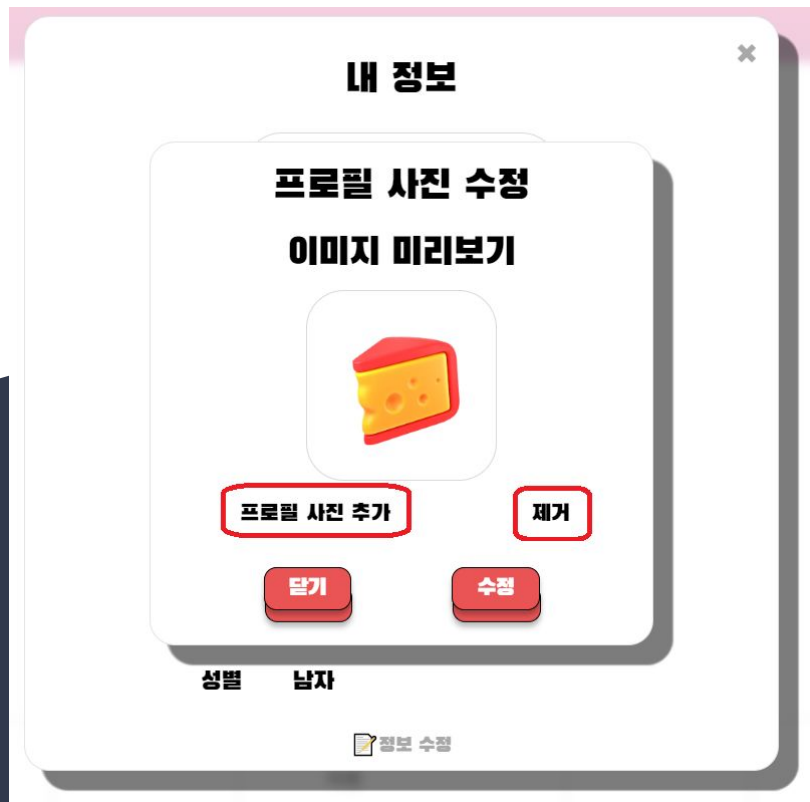 내 정보
프로필 사진 수정
이미지 미리보기
프로필 사진 추가 제거
닫기 수정
성별 남자
정보 수정